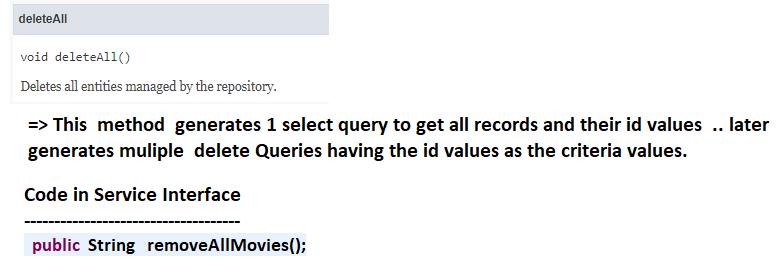 deleteAll
void deleteAll()
Deletes all entities managed by the repository.
=> This method generates 1 select query to get all records and their id values .. later
generates muliple delete Queries having the id values as the criteria values.
Code in Service Interface
------------------------------------
public String removeAllMovies();